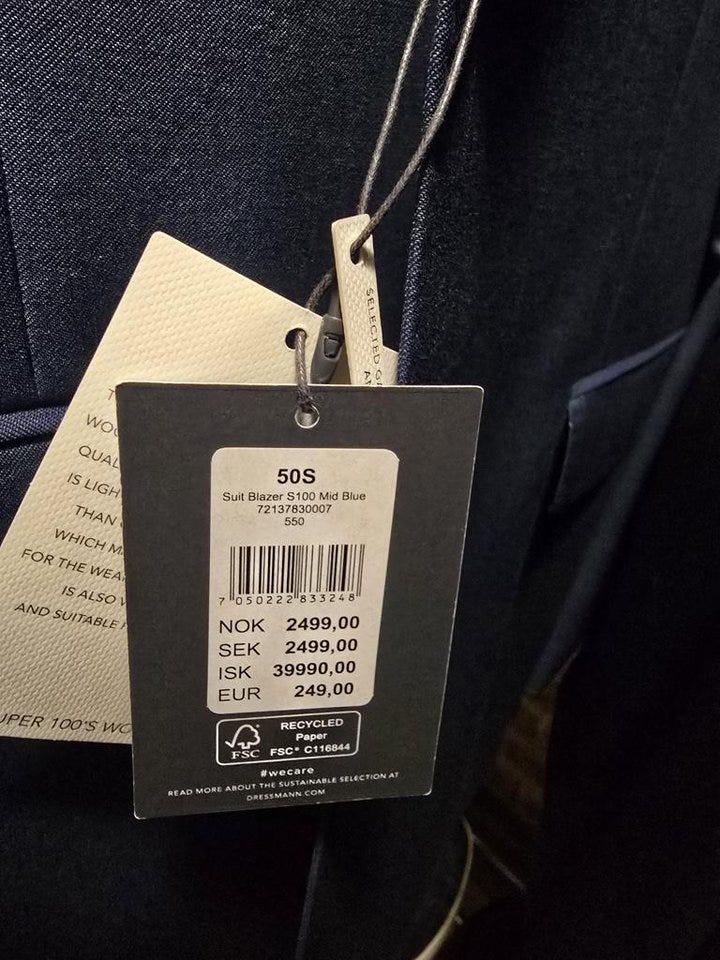 SELECTED
WOO
QUAL
IS LIGH
THAN
WHICH M
FOR THE WEA
IS ALSO
AND SUITABLE
UPER 100'S WO
50S
Suit Blazer S100 Mid Blue
72137830007
550
7 050222 833248
NOK 2499,00
SEK 2499,00
ISK 39990,00
EUR 249,00
FSC
RECYCLED
Paper
FSC® C116844
#wecare
READ MORE ABOUT THE SUSTAINABLE SELECTION AT
DRESSMANN.COM